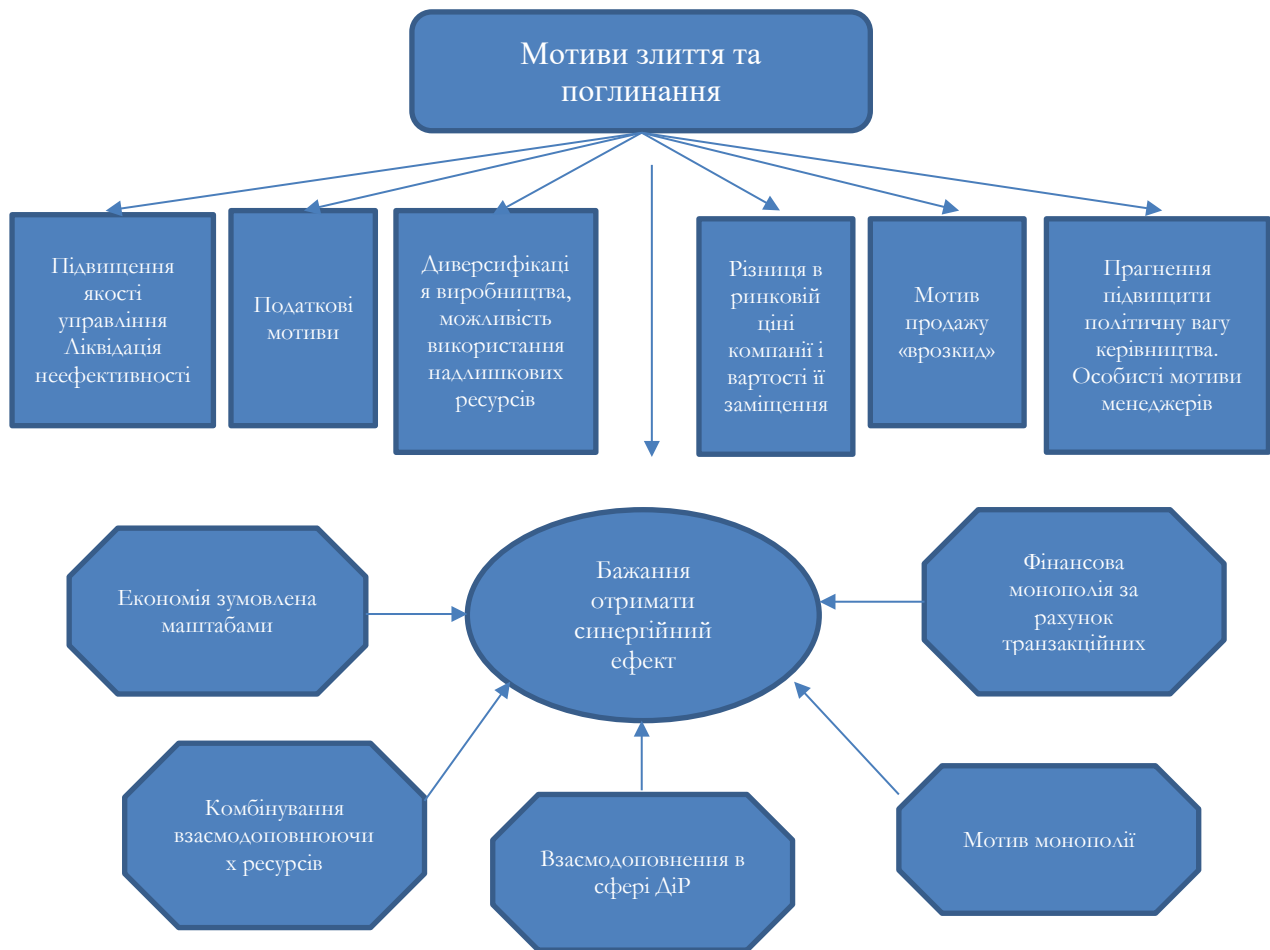 Мотиви злиття та
поглинання
Підвищення
якості
управління
Ліквідація
неефективності
Податкові
мотиви
Диверсифікаці
я виробництва,
можливість
використання
надлишкових
ресурсів
Різниця в
ринковій
ціні
компанії і
вартості її
заміщення
Мотив
продажу
«врозкид»
Прагнення
підвищити
політичну вагу
керівництва.
Особисті мотиви
менеджерів
Економія зумовлена
маштабами
Бажання
отримати
синергійний
ефект
Фінансова
монополія за
рахунок
транзакційних
Комбінування
взаємодоповнюючи
х ресурсів
Взаємодоповнення в
сфері ДіР
Мотив монополії